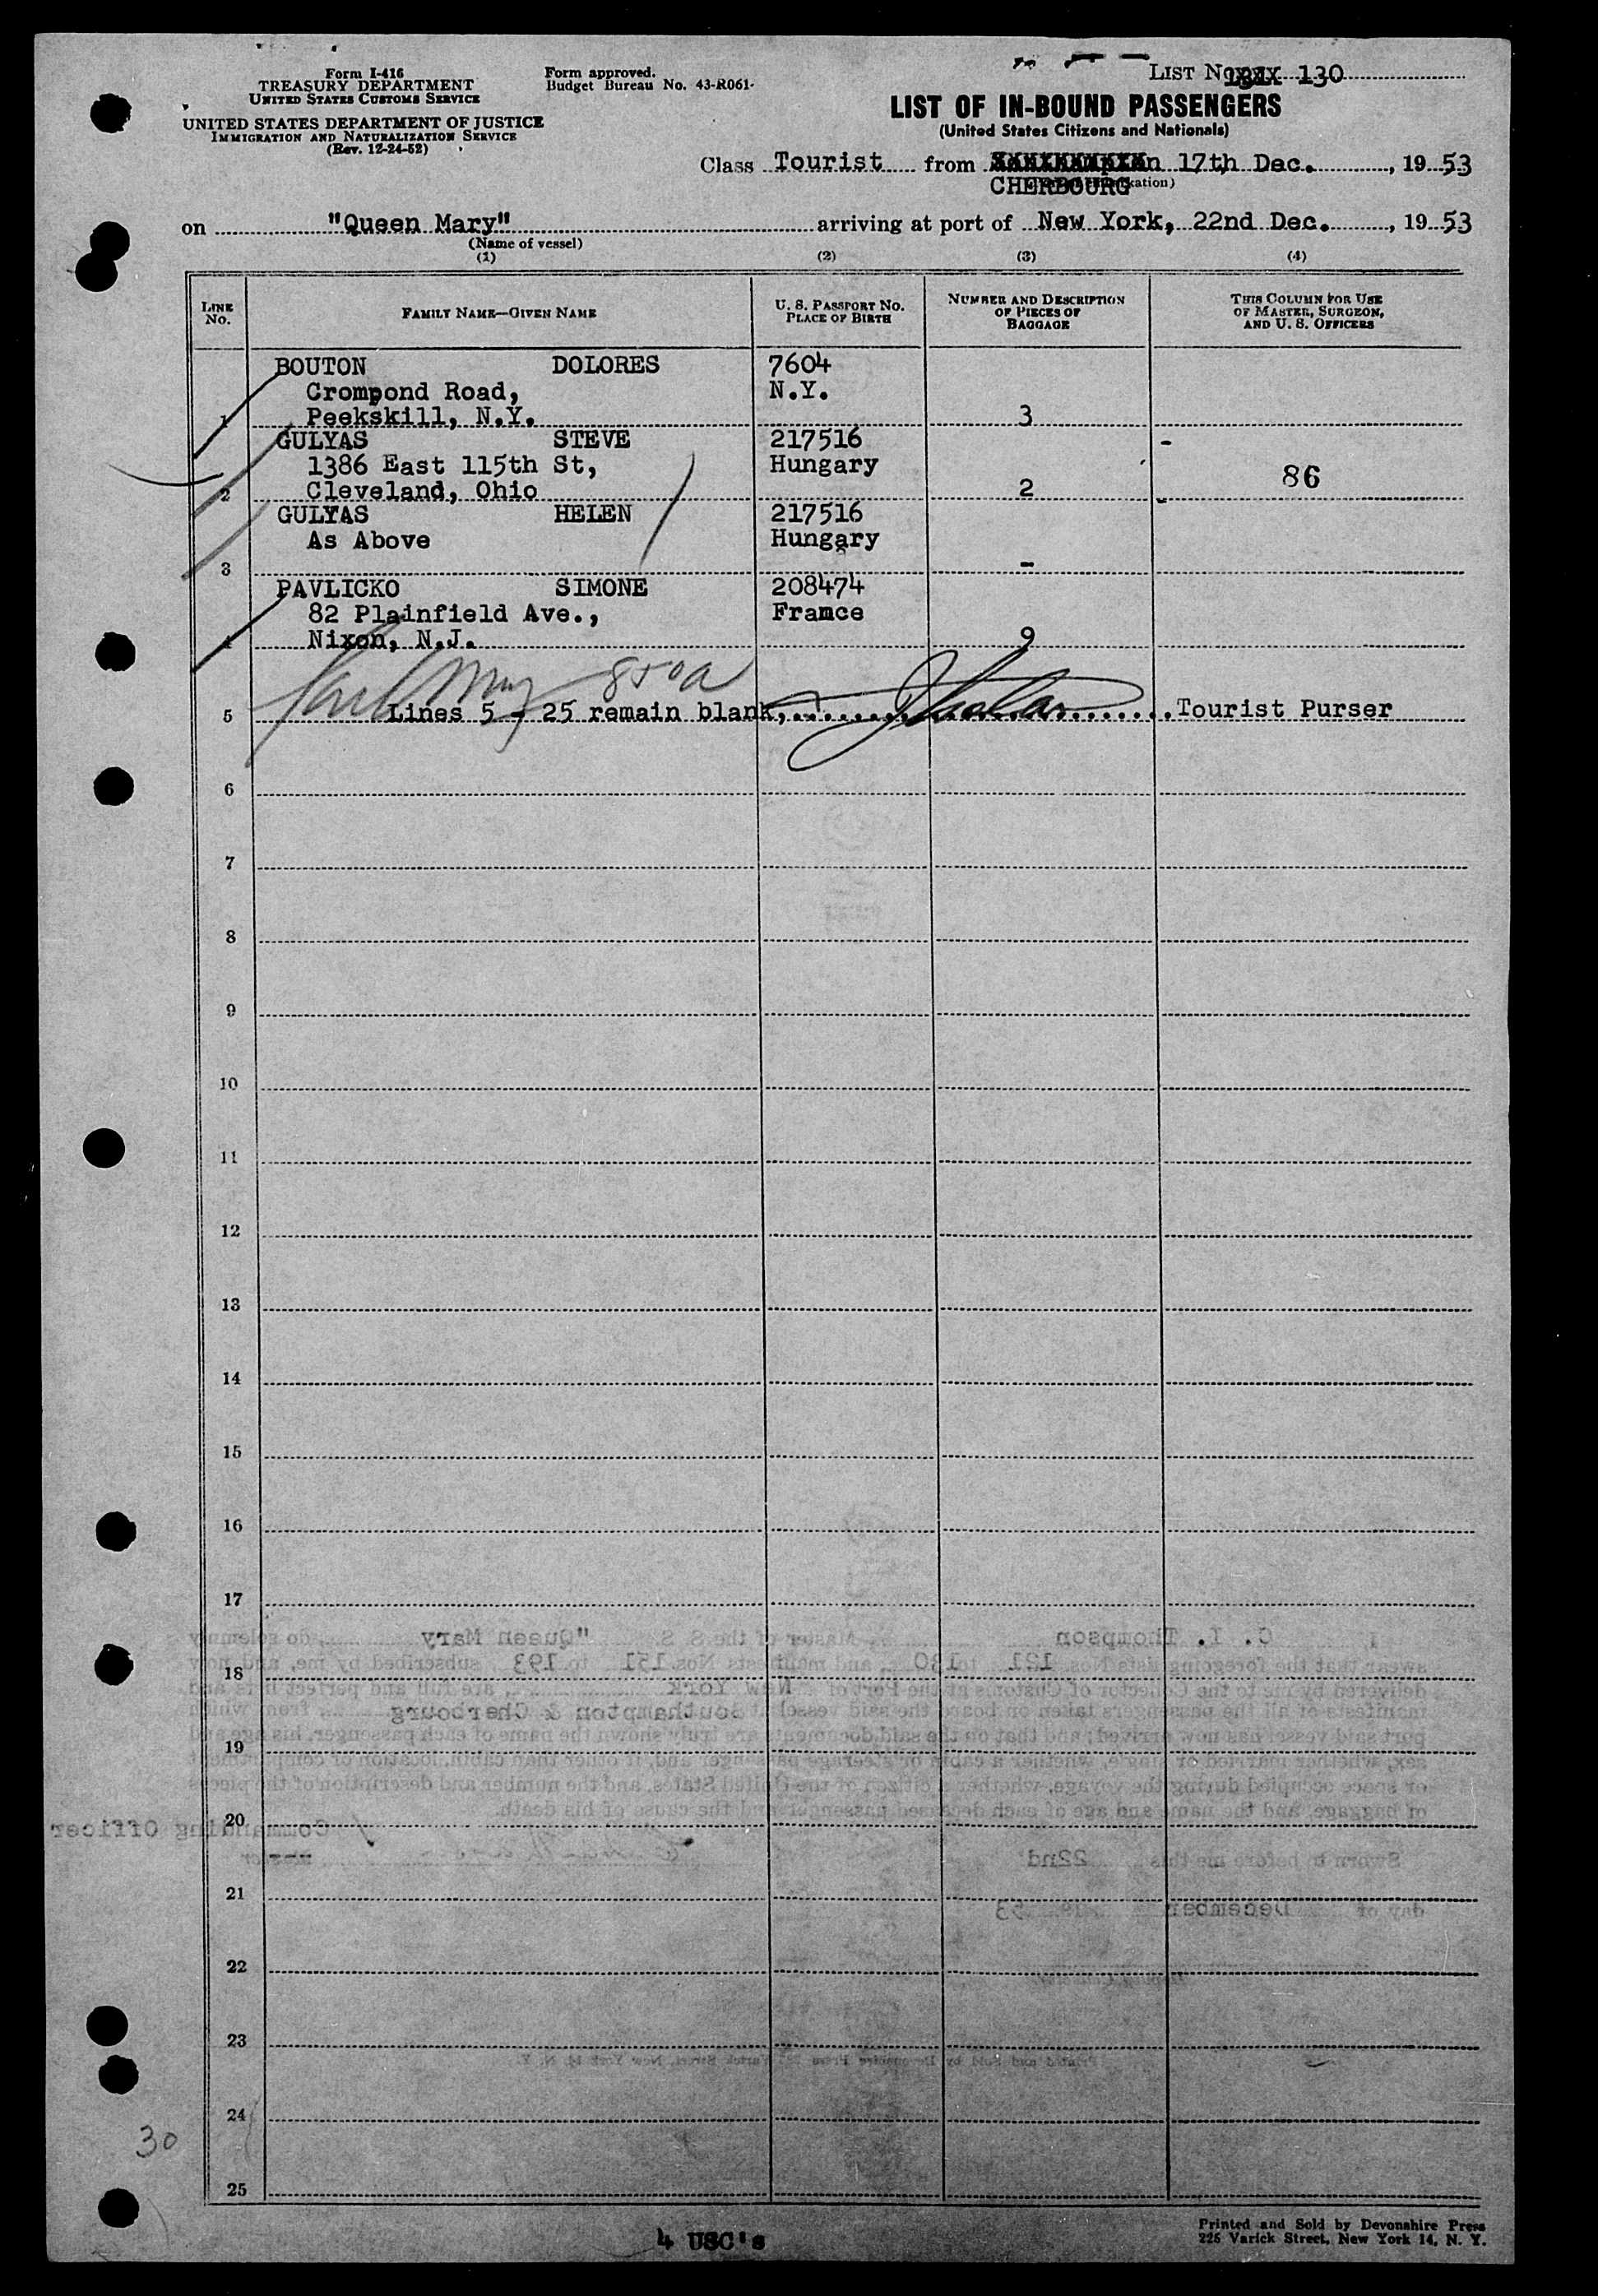 Form I-416
TREASURY DEPARTMENT
UNITED STATES CUSTOMS SERVICE
UNITED STATES DEPARTMENT OF JUSTICE
IMMIGRATION AND NATURALIZATION SERVICE
(Rev. 12-24-52)
Form approved.
Budget Bureau No. 43-R061-
LIST No. 130
LIST OF IN-BOUND PASSENGERS
(United States Citizens and Nationals)
Class Tourist from 17th Dec., 1953
CHERBOURG
on "Queen Mary" arriving at port of New York, 22nd Dec., 1953
(Name of vessel)
(1) (2) (3) (4)
LINE No. FAMILY NAME—GIVEN NAME U. S. PASSPORT No. PLACE OF BIRTH NUMBER AND DESCRIPTION OF PIECES OF BAGGAGE THIS COLUMN FOR USE OF MASTER, SURGEON, AND U. S. OFFICERS
BOUTON DOLORES 7604
Crompond Road, N.Y.
1 Peekskill, N.Y. 3
GULYAS STEVE 217516 -
1386 East 115th St, Hungary 86
2 Cleveland, Ohio 2 -
GULYAS HELEN 217516
As Above Hungary
3 -
PAVLICKO SIMONE 208474
82 Plainfield Ave., France
4 Nixon, N.J. 9
850a
5 Lines 5 - 25 remain blank, Tourist Purser
6
7
8
9
10
11
12
13
14
15
16
17
18
19
20
21
22
23
24
30
25
4 USC's
Printed and Sold by Devonshire Press
225 Varick Street, New York 14, N. Y.